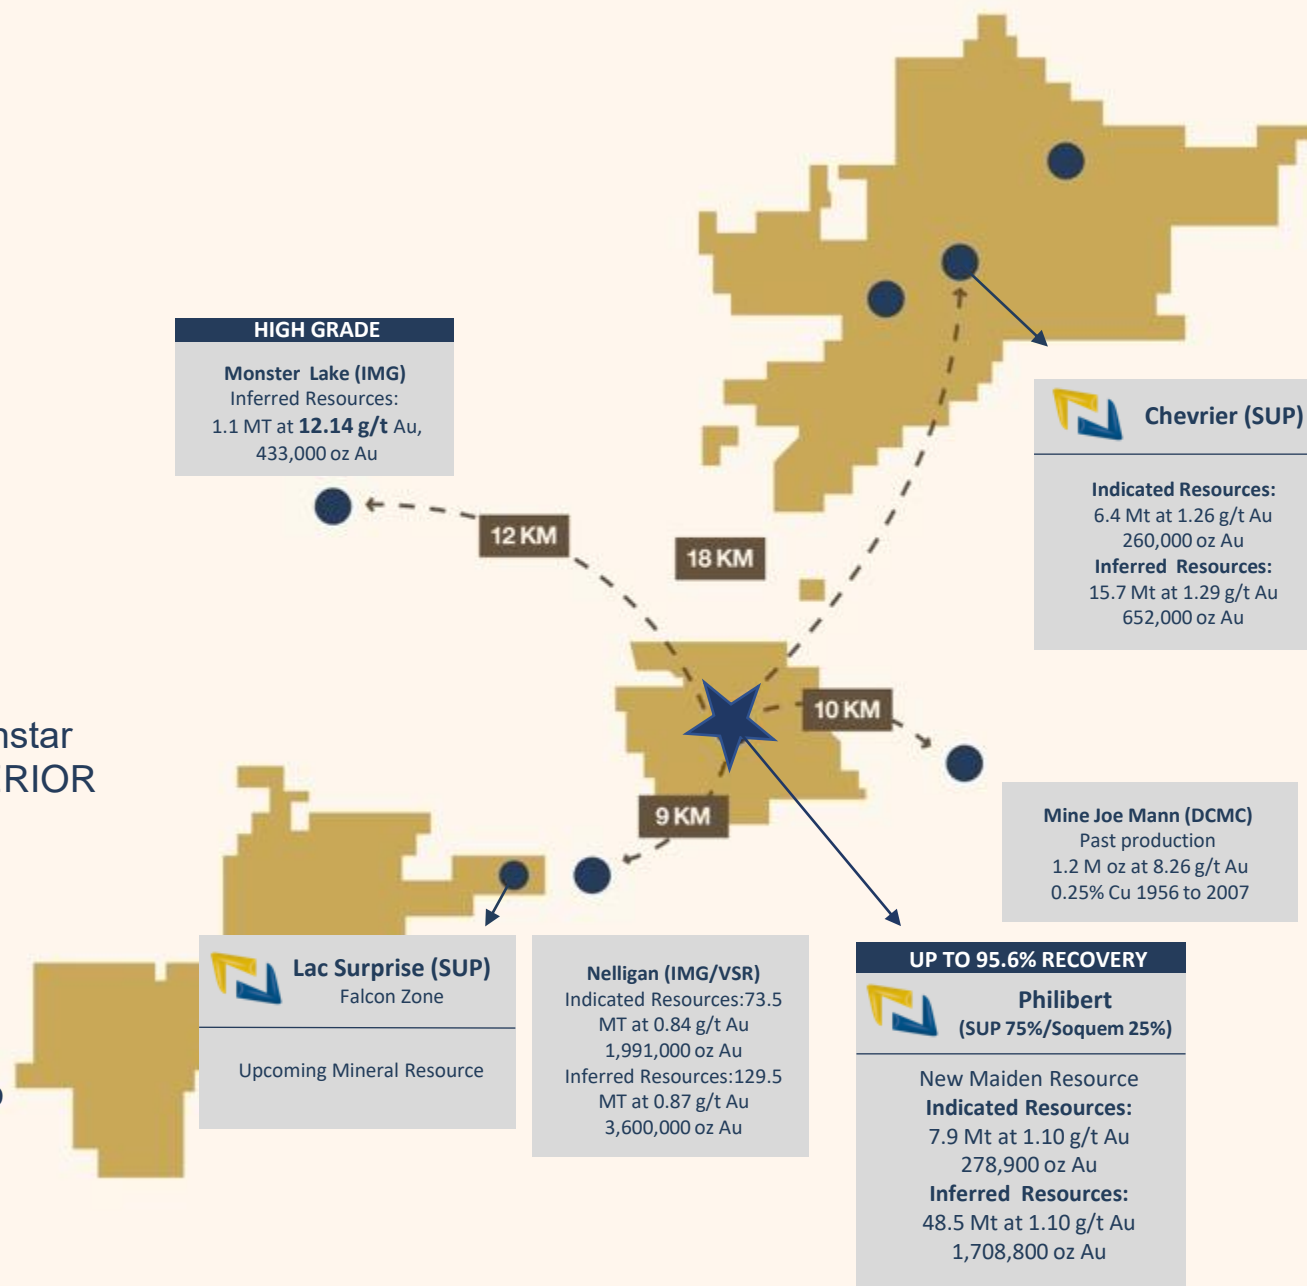 HIGH GRADE
Monster Lake (IMG)
Inferred Resources:
1.1 MT at 12.14 g/t Au,
433,000 oz Au
Chevrier (SUP)
Indicated Resources:
6.4 Mt at 1.26 g/t Au
260,000 oz Au
Inferred Resources:
15.7 Mt at 1.29 g/t Au
652,000 oz Au
12 KM
18 KM
10 KM
9 KM
nstar
ERIOR
Mine Joe Mann (DCMC)
Past production
1.2 M oz at 8.26 g/t Au
0.25% Cu 1956 to 2007
Lac Surprise (SUP)
Falcon Zone
Upcoming Mineral Resource
Nelligan (IMG/VSR)
Indicated Resources:73.5
MT at 0.84 g/t Au
1,991,000 oz Au
Inferred Resources:129.5
MT at 0.87 g/t Au
3,600,000 oz Au
UP TO 95.6% RECOVERY
Philibert
(SUP 75%/Soquem 25%)
New Maiden Resource
Indicated Resources:
7.9 Mt at 1.10 g/t Au
278,900 oz Au
Inferred Resources:
48.5 Mt at 1.10 g/t Au
1,708,800 oz Au